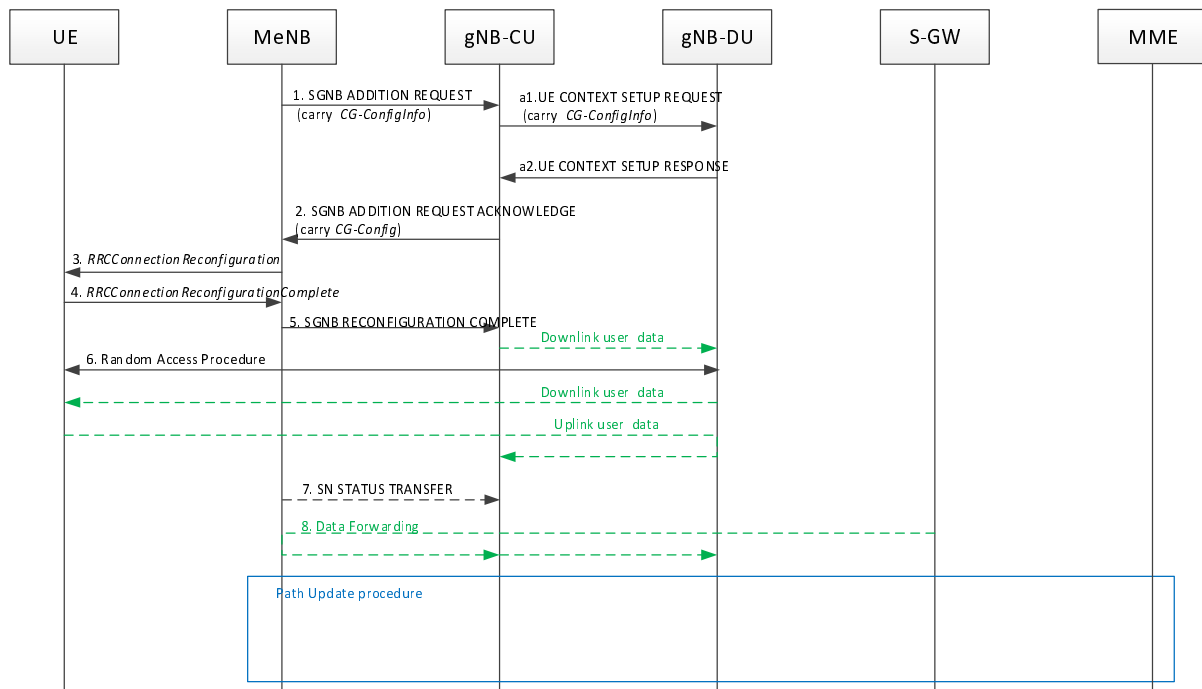 UE
MeNB
gNB-CU
gNB-DU
S-GW
MME
1. SGNB ADDITION REQUEST
(carry CG-ConfigInfo)
a1.UE CONTEXT SETUP REQUEST
(carry CG-ConfigInfo)
a2.UE CONTEXT SETUP RESPONSE
2. SGNB ADDITION REQUEST ACKNOWLEDGE
(carry CG-Config)
3. RRCConnectionReconfiguration
4. RRCConnectionReconfigurationComplete
5. SGNB RECONFIGURATION COMPLETE
Downlink user data
6. Random Access Procedure
Downlink user data
Uplink user data
7. SN STATUS TRANSFER
8. Data Forwarding
Path Update procedure